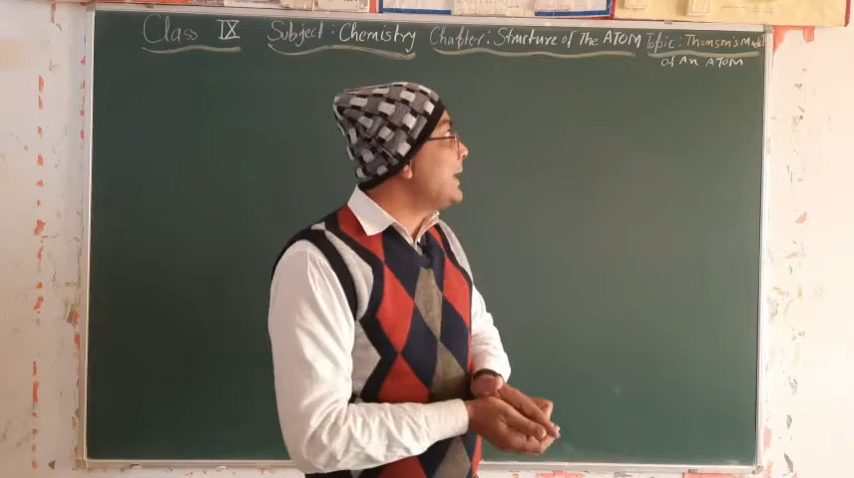 Class IX Subject: Chemistry Chapter: Structure of The ATOM Topic: Thomson's Model
of An ATOM